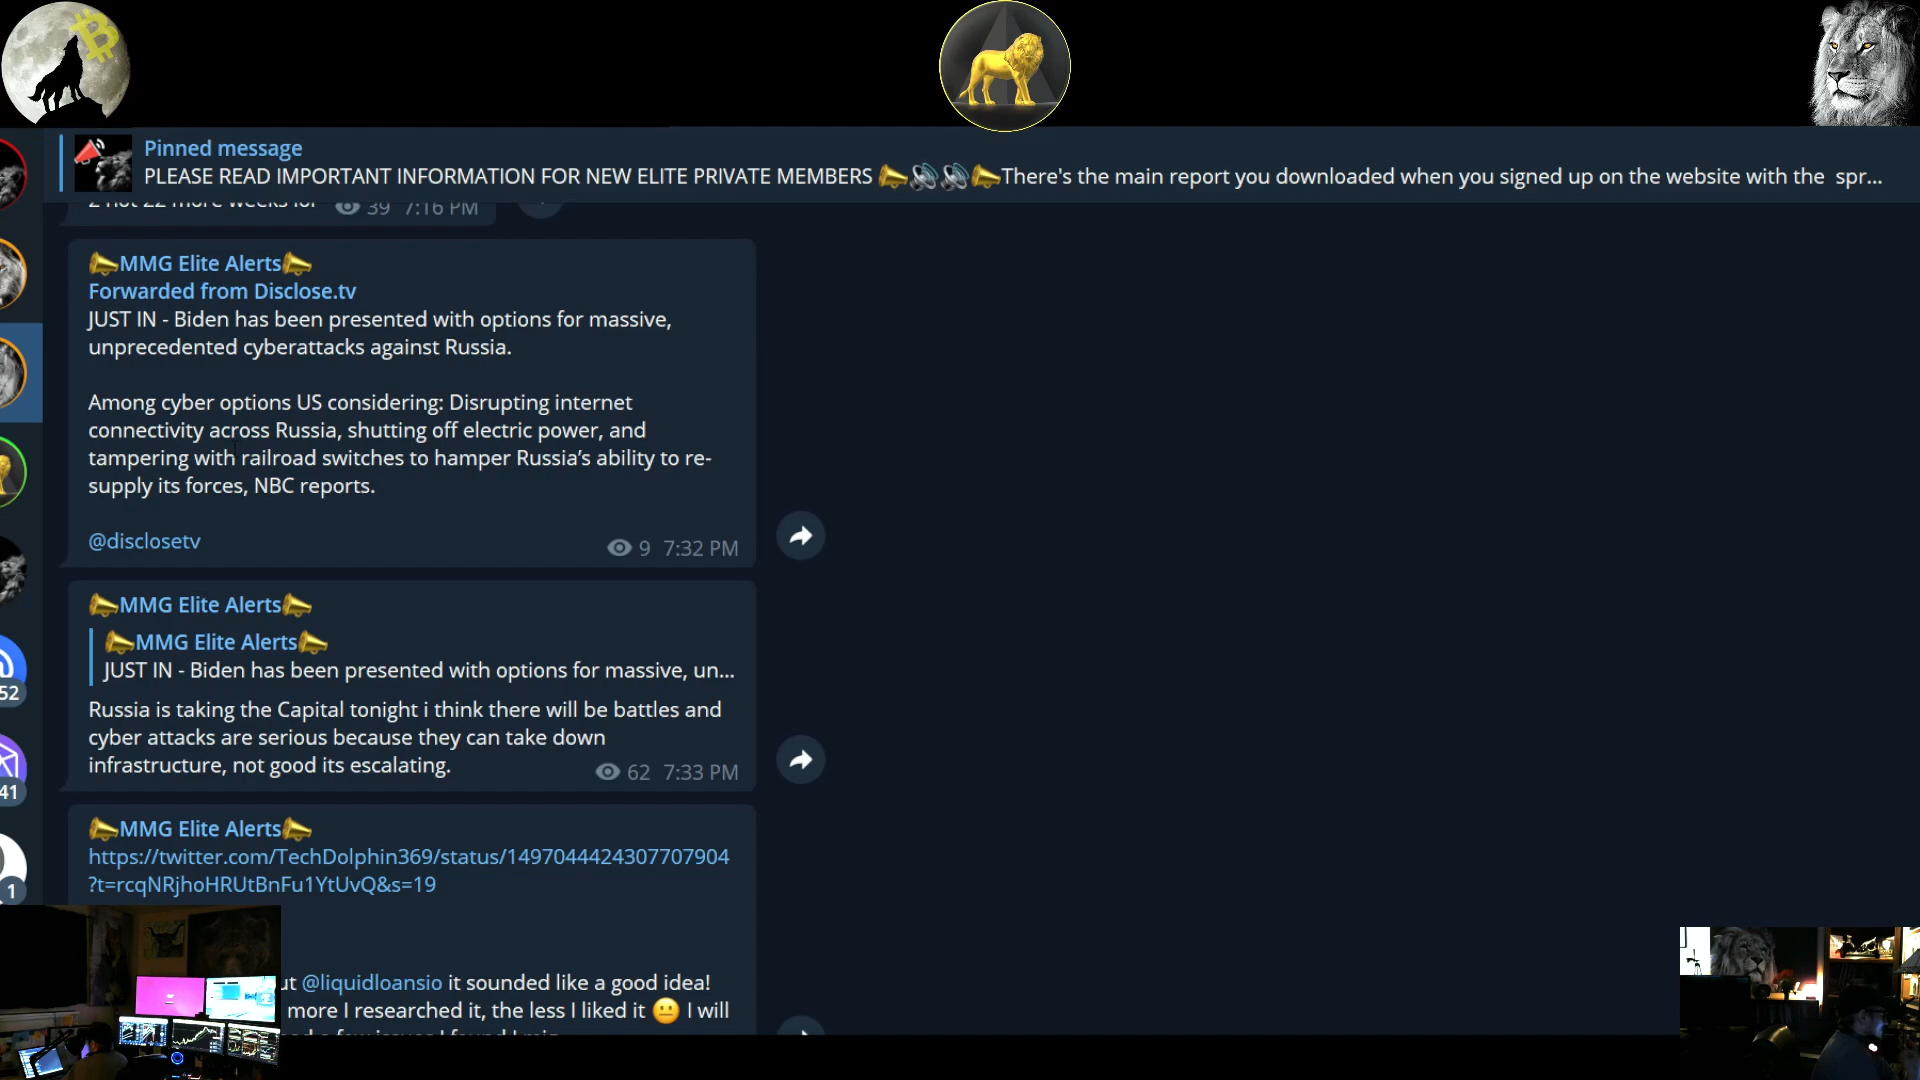 Pinned message
PLEASE READ IMPORTANT INFORMATION FOR NEW ELITE PRIVATE MEMBERS 📣🔊🔊📣There's the main report you downloaded when you signed up on the website with the spr...
39 7:16 PM
📣MMG Elite Alerts📣
Forwarded from Disclose.tv
JUST IN - Biden has been presented with options for massive,
unprecedented cyberattacks against Russia.
Among cyber options US considering: Disrupting internet
connectivity across Russia, shutting off electric power, and
tampering with railroad switches to hamper Russia's ability to re-
supply its forces, NBC reports.
@disclosetv
9 7:32 PM
📣MMG Elite Alerts📣
📣MMG Elite Alerts📣
JUST IN - Biden has been presented with options for massive, un...
Russia is taking the Capital tonight i think there will be battles and
cyber attacks are serious because they can take down
infrastructure, not good its escalating.
62 7:33 PM
52
41
📣MMG Elite Alerts📣
https://twitter.com/TechDolphin369/status/1497044424307707904
?t=rcqNRjhoHRUtBnFu1YtUvQ&s=19
1
ut @liquidloansio it sounded like a good idea!
more I researched it, the less I liked it 😐 I will